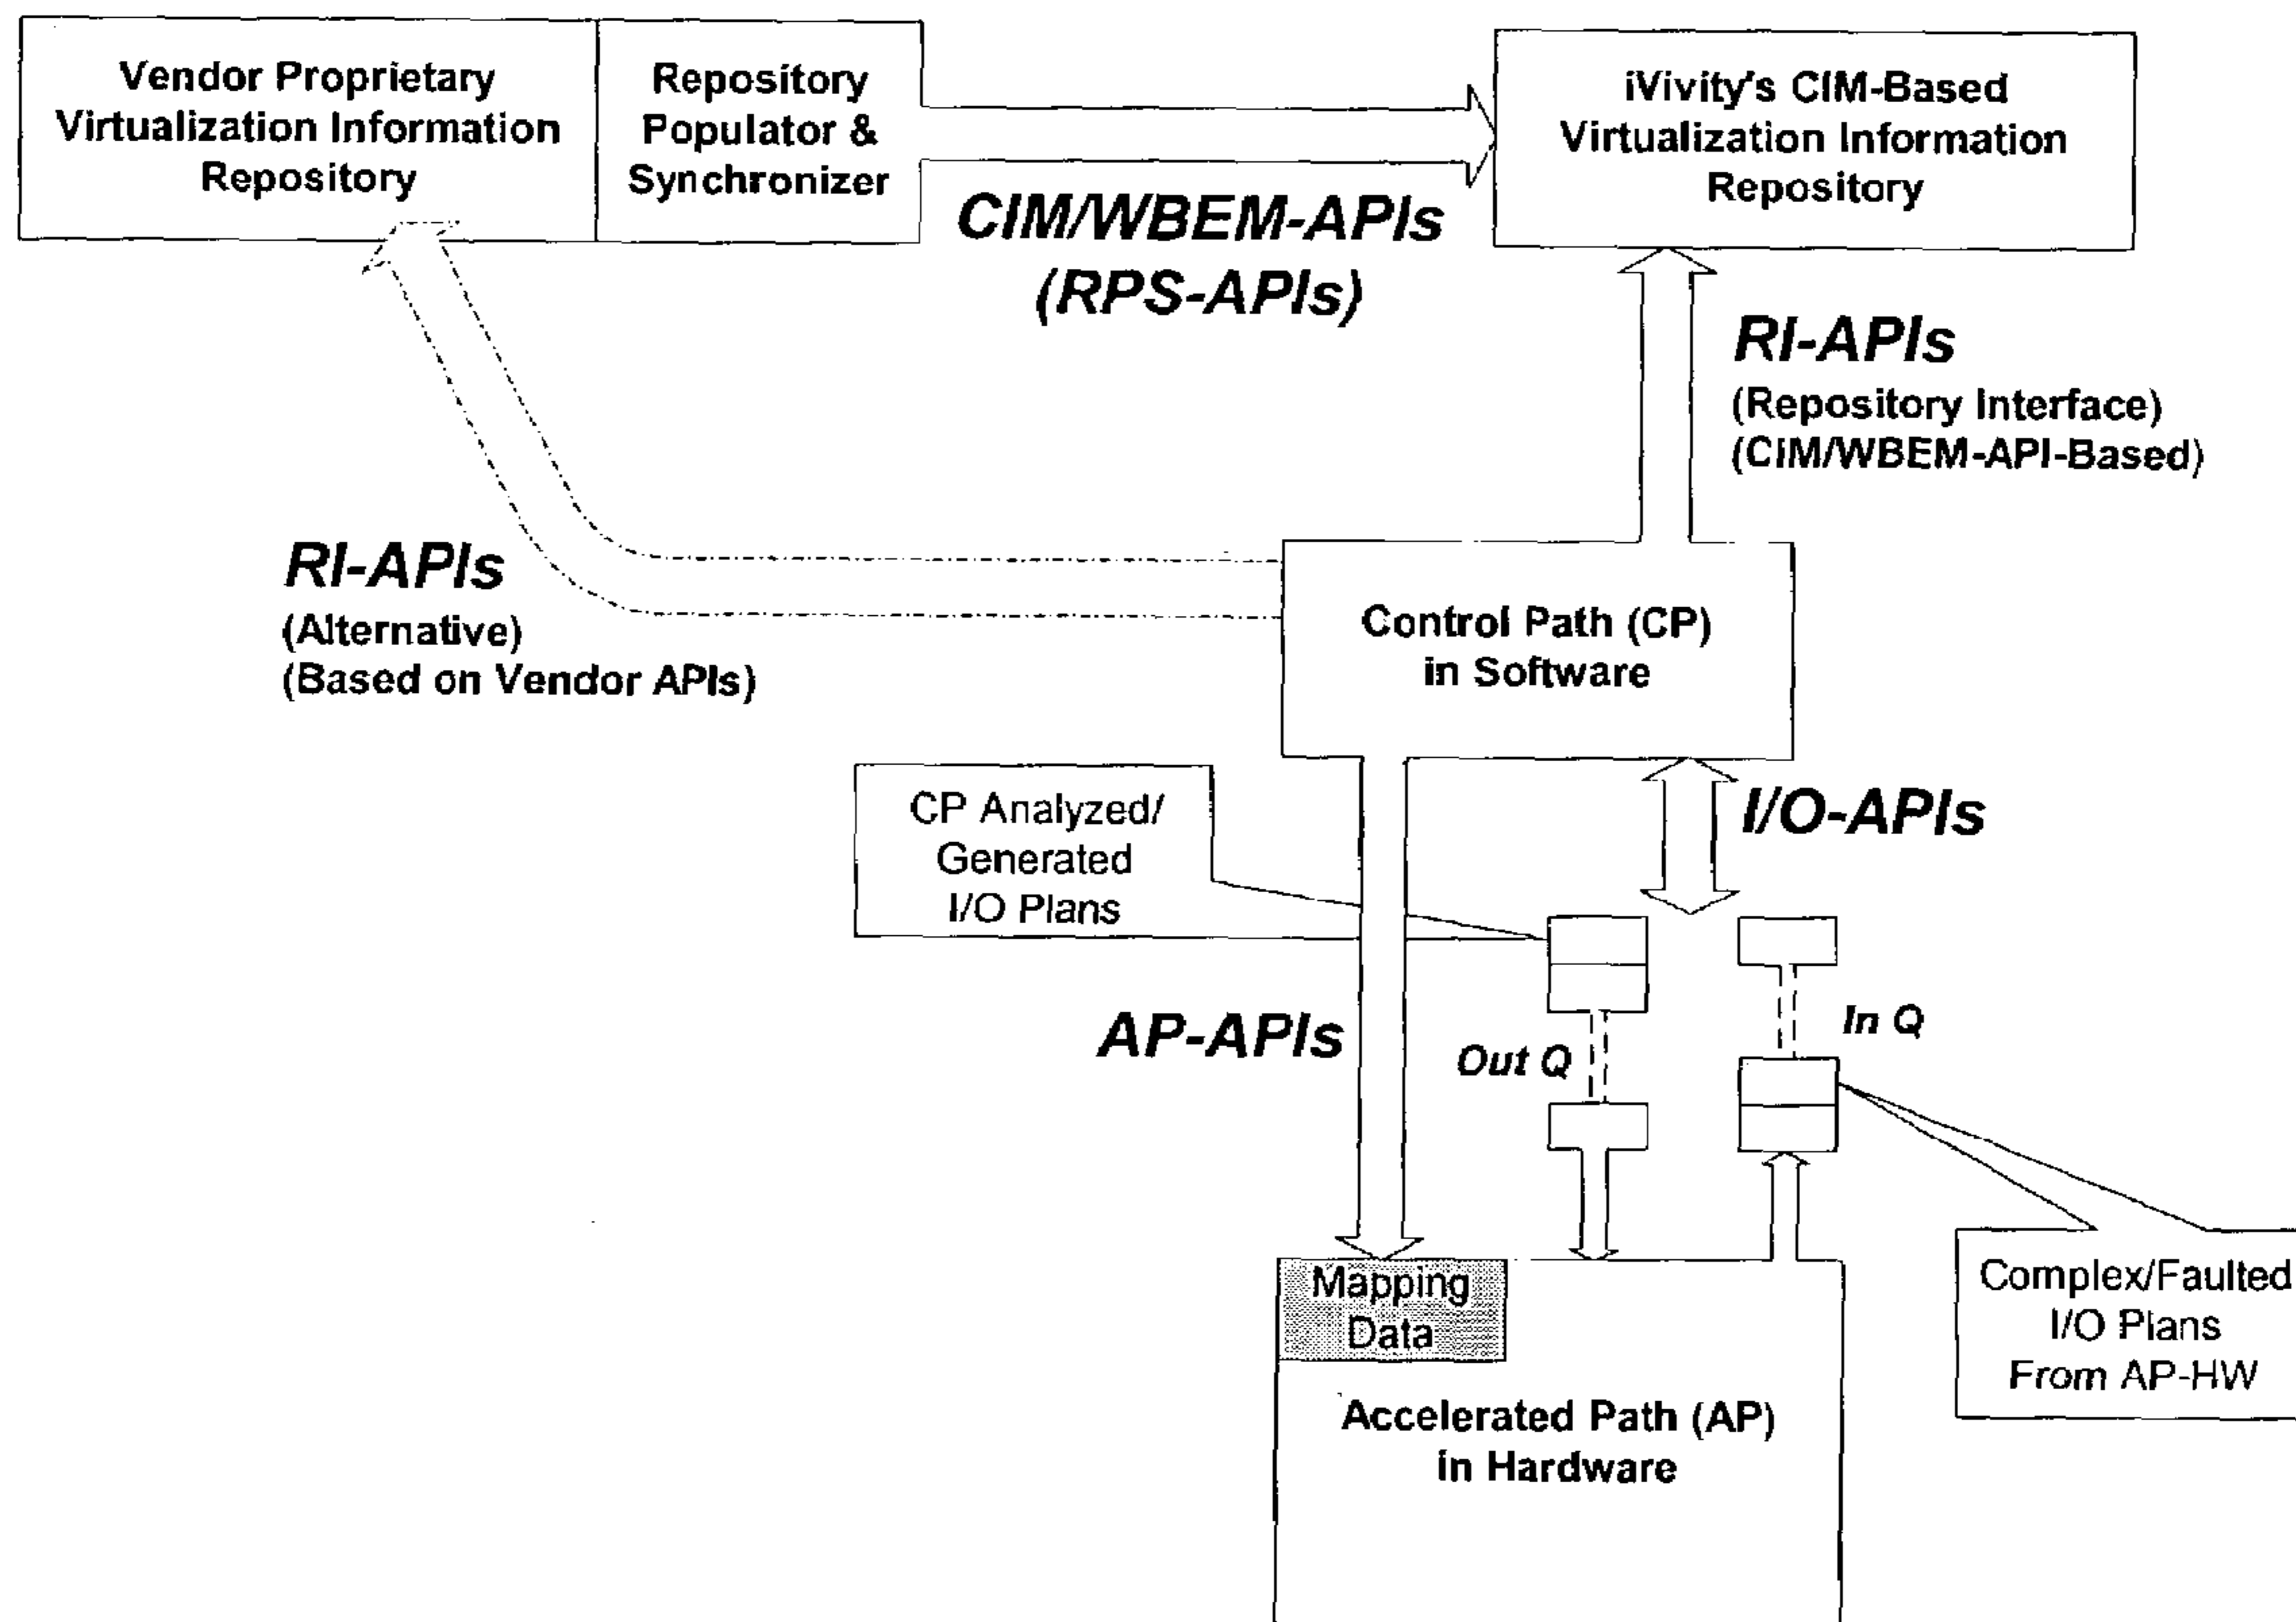 Vendor Proprietary
Virtualization Information
Repository
Repository
Populator &
Synchronizer
iVivity's CIM-Based
Virtualization Information
Repository
CIM/WBEM-APIs
(RPS-APIs)
RI-APIs
(Repository Interface)
(CIM/WBEM-API-Based)
RI-APIs
(Alternative)
(Based on Vendor APIs)
Control Path (CP)
in Software
CP Analyzed/
Generated
I/O Plans
I/O-APIs
AP-APIs
Out Q
In Q
Mapping
Data
Complex/Faulted
I/O Plans
From AP-HW
Accelerated Path (AP)
in Hardware